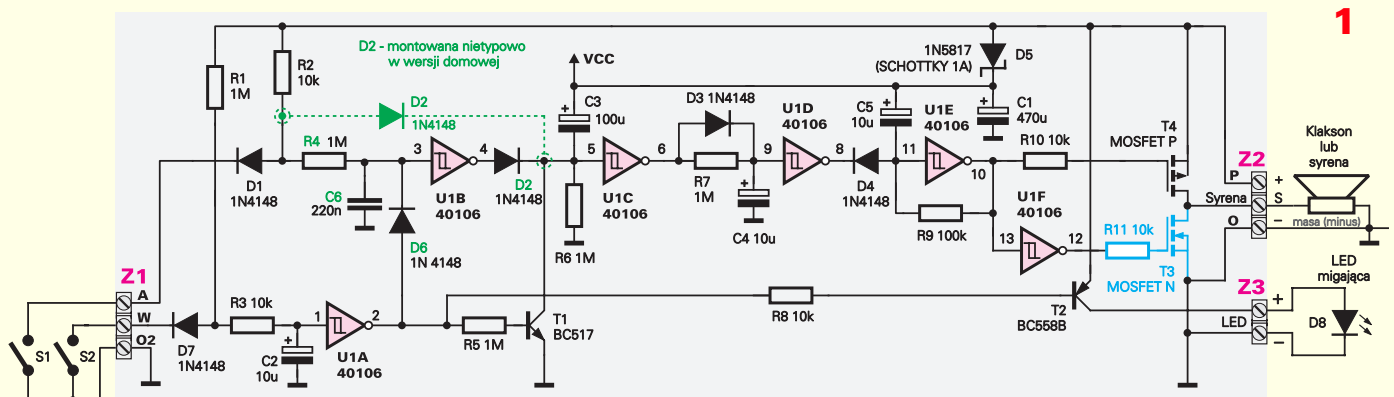 1
D2 - montowana nietypowo
w wersji domowej
R1
1M
R2
10k
D2
1N4148
VCC
+
C3
100u
D3 1N4148
U1D
40106
C5
10u
+
U1E
40106
1N5817
(SCHOTTKY 1A)
D5
+
C1
470u
R10 10k
T4
MOSFET P
Klakson
lub
syrena
Z2
P
+
Syrena
S
O
−
masa (minus)
D1
1N4148
R4 1M
C6
220n
3
4
U1B
40106
D2
1N4148
5
6
U1C
40106
R6 1M
R7
1M
+
C4 10u
9
8
D4
1N4148
11
10
R9 100k
U1F
40106
13
12
R11 10k
T3
MOSFET N
D6
1N 4148
Z1
A
W
O2
S1
S2
D7
1N4148
R3 10k
+
C2
10u
1
2
U1A
40106
R5 1M
T1
BC517
R8 10k
T2
BC558B
Z3
+
LED
−
LED
migająca
D8